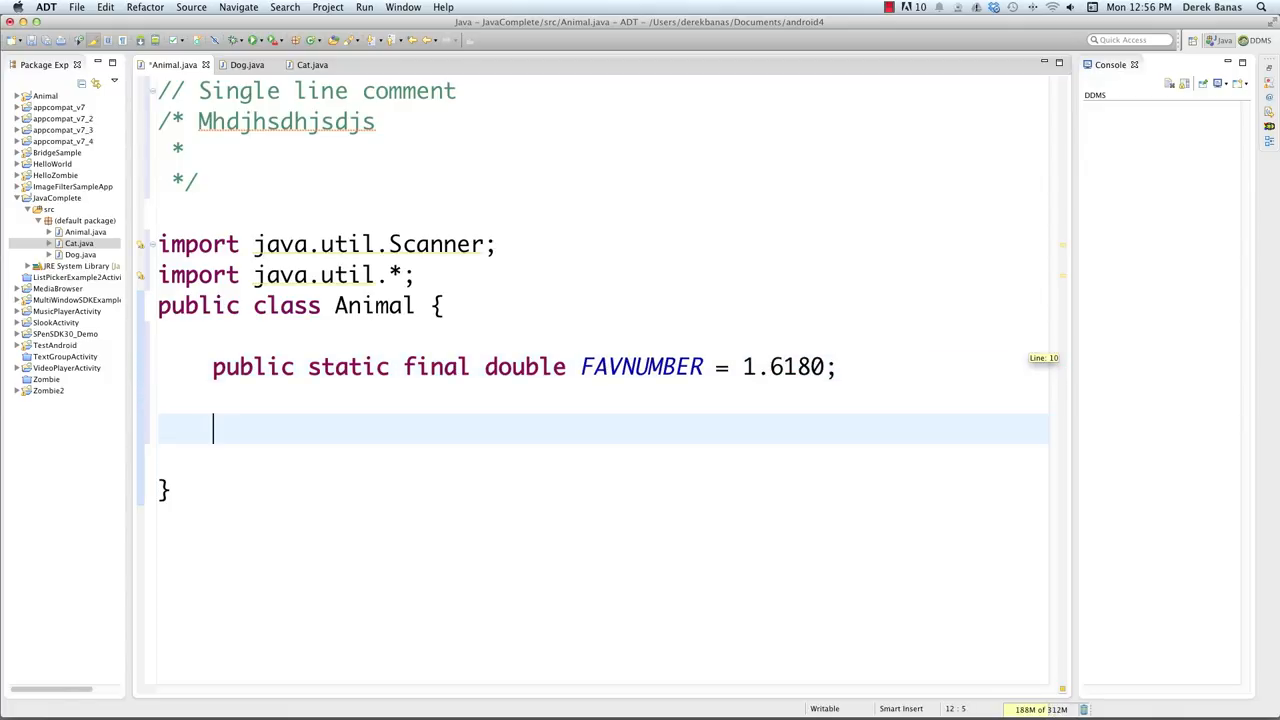 ADT File Edit Refactor Source Navigate Search Project Run Window Help 10 Mon 12:56 PM Derek Banas
Java - JavaComplete/src/Animal.java - ADT - /Users/derekbanas/Documents/android4
Quick Access Java DDMS
Package Exp
*Animal.java Dog.java Cat.java
Console
DDMS
Animal
appcompat_v7
appcompat_v7_2
appcompat_v7_3
appcompat_v7_4
BridgeSample
HelloWorld
HelloZombie
ImageFilterSampleApp
JavaComplete
src
(default package)
Animal.java
Cat.java
Dog.java
JRE System Library [Ja
ListPickerExample2Activi
MediaBrowser
MultiWindowSDKExample
MusicPlayerActivity
SlookActivity
SPenSDK30_Demo
TestAndroid
TextGroupActivity
VideoPlayerActivity
Zombie
Zombie2
// Single line comment
/* Mhdjhsdhjsdjs
*
*/
import java.util.Scanner;
import java.util.*;
public class Animal {
public static final double FAVNUMBER = 1.6180;
Line: 10
}
Writable Smart Insert 12 : 5 188M of 312M